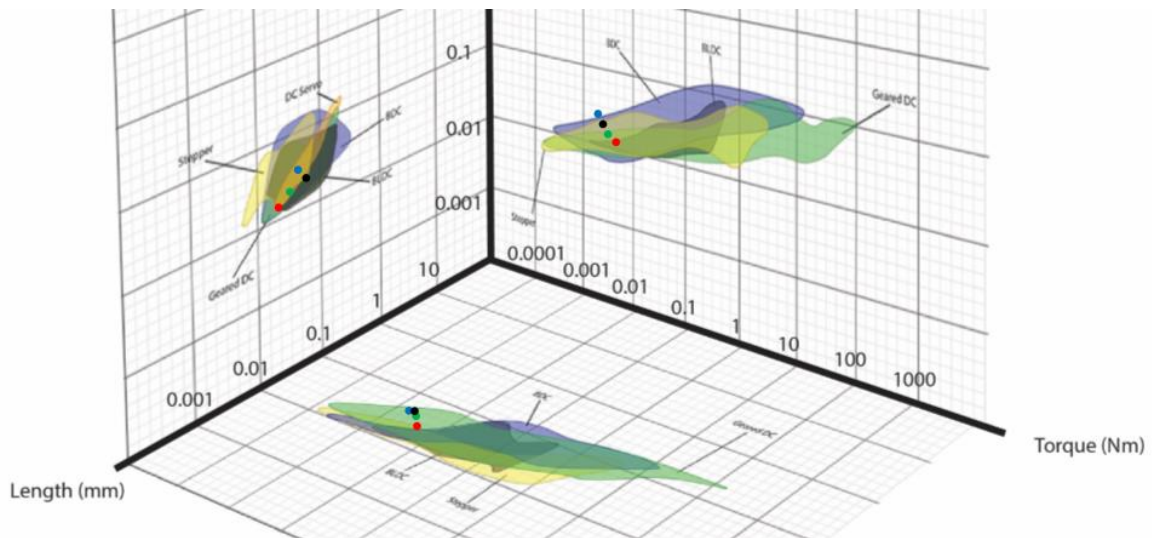 0.1
0.01
0.001
BDC
BLDC
Geared DC
Stepper
DC Servo
BDC
Stepper
BLDC
Geared DC
0.0001
0.001
0.01
0.1
1
10
100
1000
Torque (Nm)
10
1
0.1
0.01
0.001
Length (mm)
BDC
Geared DC
BLDC
Stepper